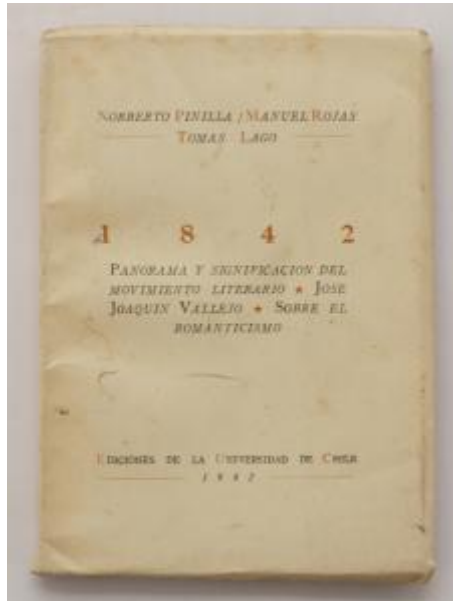 NORBERTO PINILLA / MANUEL ROJAS
TOMAS LAGO
1 8 4 2
PANORAMA Y SIGNIFICACION DEL
MOVIMIENTO LITERARIO ★ JOSE
JOAQUIN VALLEJO ★ SOBRE EL
ROMANTICISMO
EDICIONES DE LA UNIVERSIDAD DE CHILE
1942